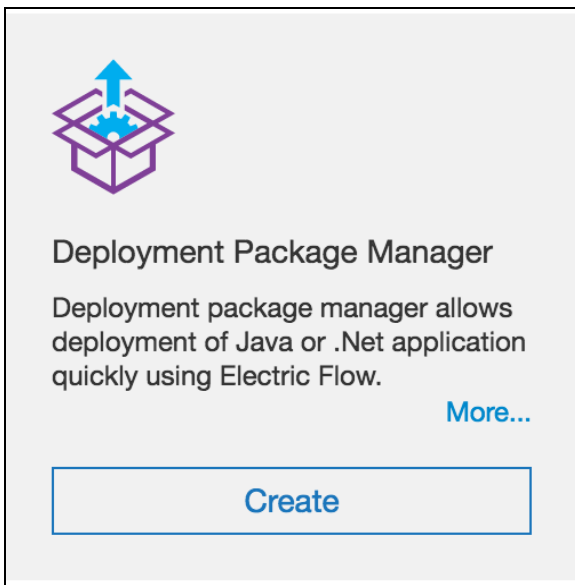 Deployment Package Manager
Deployment package manager allows
deployment of Java or .Net application
quickly using Electric Flow.
More...
Create